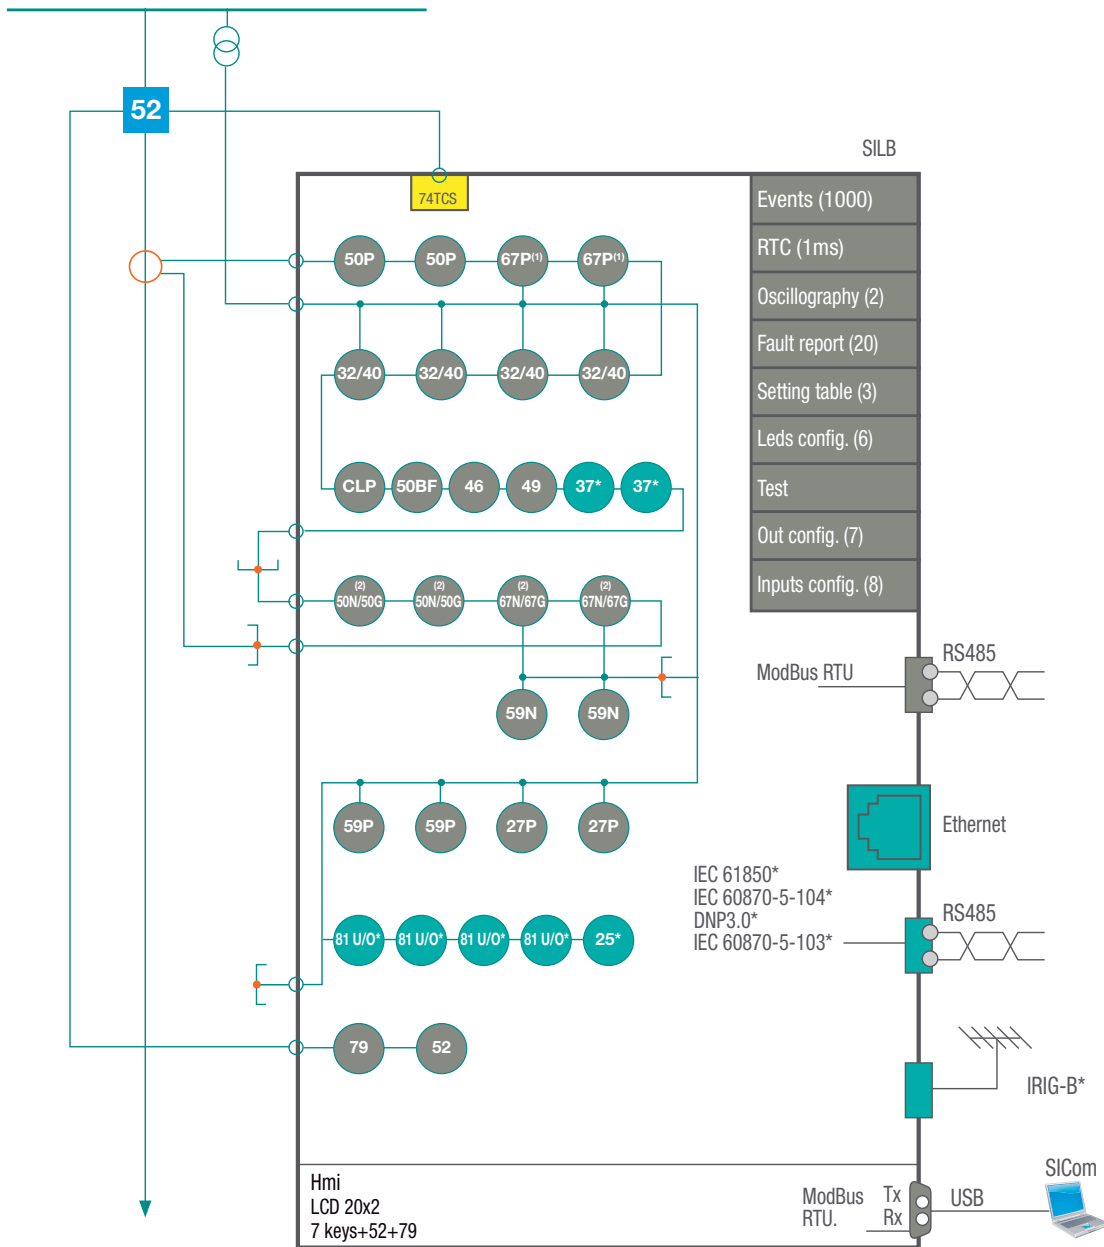 52
SILB
74TCS
Events (1000)
RTC (1ms)
Oscillography (2)
Fault report (20)
Setting table (3)
Leds config. (6)
Test
Out config. (7)
Inputs config. (8)
50P 50P 67P(1) 67P(1)
32/40 32/40 32/40 32/40
CLP 50BF 46 49 37* 37*
(2) (2) (2) (2)
50N/50G 50N/50G 67N/67G 67N/67G
59N 59N
ModBus RTU
RS485
59P 59P 27P 27P
Ethernet
IEC 61850*
IEC 60870-5-104*
DNP3.0*
IEC 60870-5-103*
RS485
81 U/O* 81 U/O* 81 U/O* 81 U/O* 25*
79 52
IRIG-B*
Hmi
LCD 20x2
7 keys+52+79
ModBus
RTU.
Tx
Rx
USB
SICom